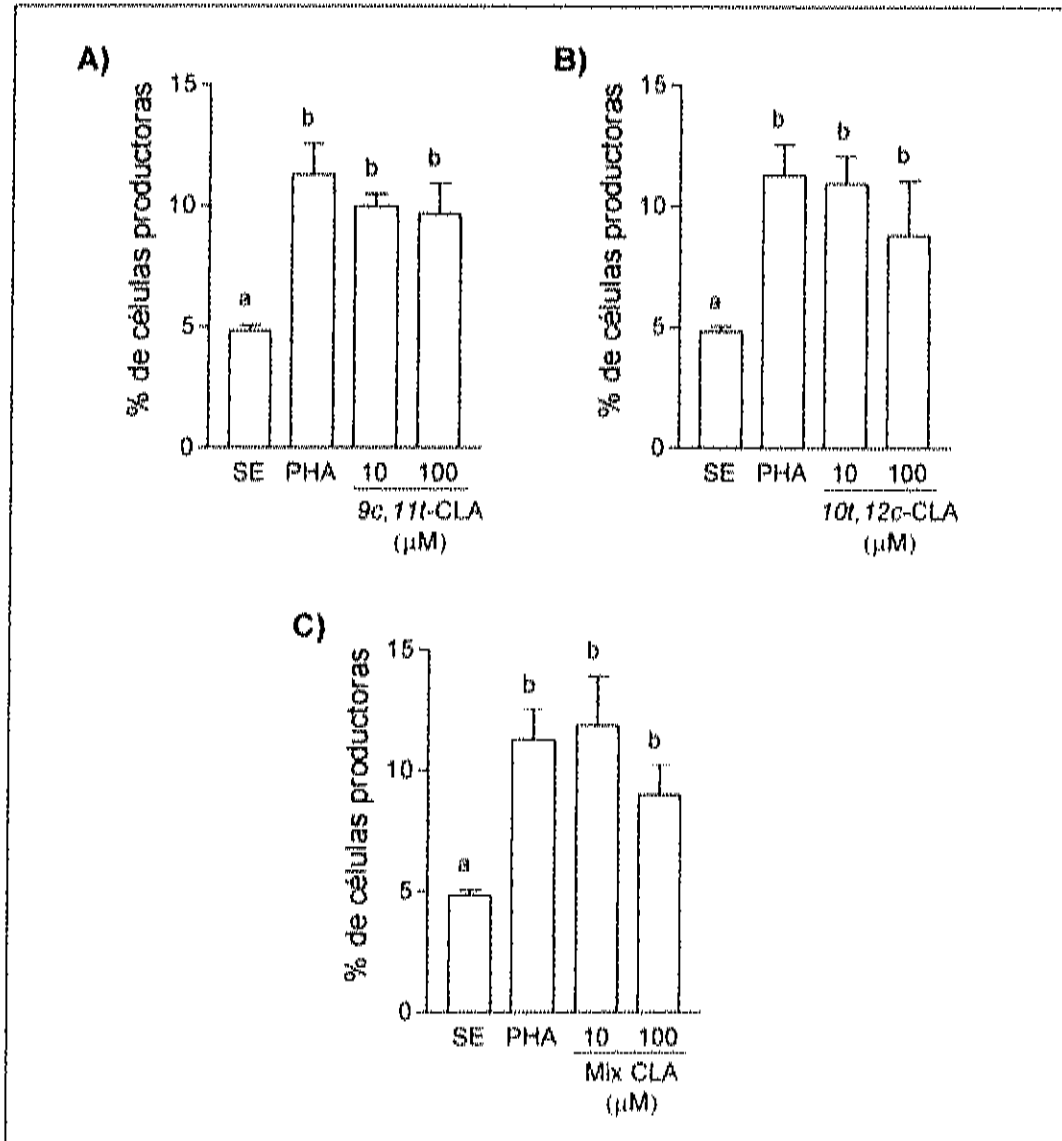 A)
% de células productoras
15
10
5
0
a
b
b
b
SE PHA 10 100
9c,11t-CLA
(µM)
B)
% de células productoras
15
10
5
0
a
b
b
b
SE PHA 10 100
10t,12c-CLA
(µM)
C)
% de células productoras
15
10
5
0
a
b
b
b
SE PHA 10 100
Mix CLA
(µM)